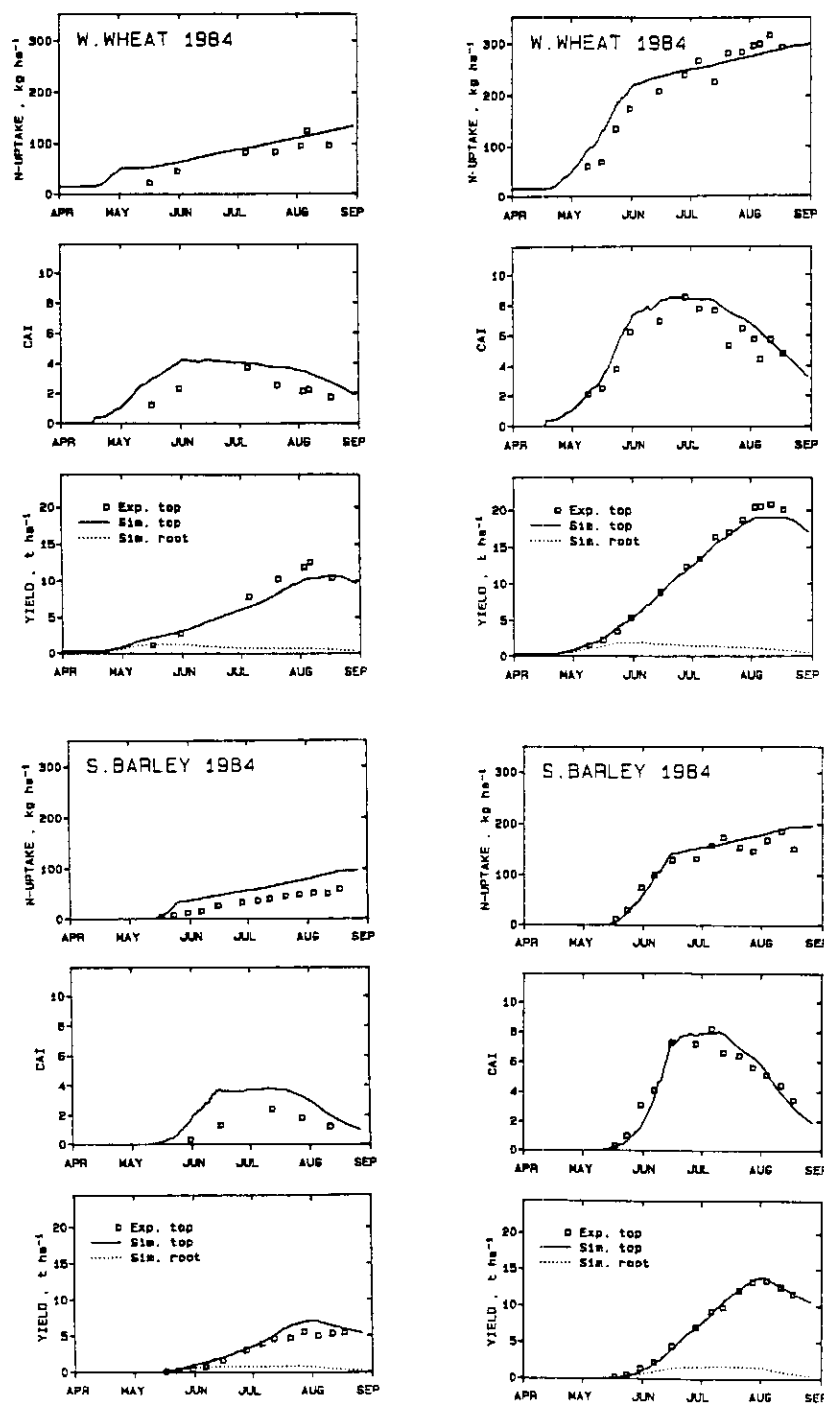 W.WHEAT 1984
N-UPTAKE , kg ha⁻¹
300
200
100
0
APR MAY JUN JUL AUG SEP
W.WHEAT 1984
N-UPTAKE , kg ha⁻¹
300
200
100
0
APR MAY JUN JUL AUG SEP
CAI
10
8
6
4
2
0
APR MAY JUN JUL AUG SEP
CAI
10
8
6
4
2
0
APR MAY JUN JUL AUG SEP
YIELD , t ha⁻¹
20
15
10
5
0
Exp. top
Sim. top
Sim. root
APR MAY JUN JUL AUG SEP
YIELD , t ha⁻¹
20
15
10
5
0
Exp. top
Sim. top
Sim. root
APR MAY JUN JUL AUG SEP
S.BARLEY 1984
N-UPTAKE , kg ha⁻¹
300
200
100
0
APR MAY JUN JUL AUG SEP
S.BARLEY 1984
N-UPTAKE , kg ha⁻¹
300
200
100
0
APR MAY JUN JUL AUG SEP
CAI
10
8
6
4
2
0
APR MAY JUN JUL AUG SEP
CAI
10
8
6
4
2
0
APR MAY JUN JUL AUG SEP
YIELD , t ha⁻¹
20
15
10
5
0
Exp. top
Sim. top
Sim. root
APR MAY JUN JUL AUG SEP
YIELD , t ha⁻¹
20
15
10
5
0
Exp. top
Sim. top
Sim. root
APR MAY JUN JUL AUG SEP